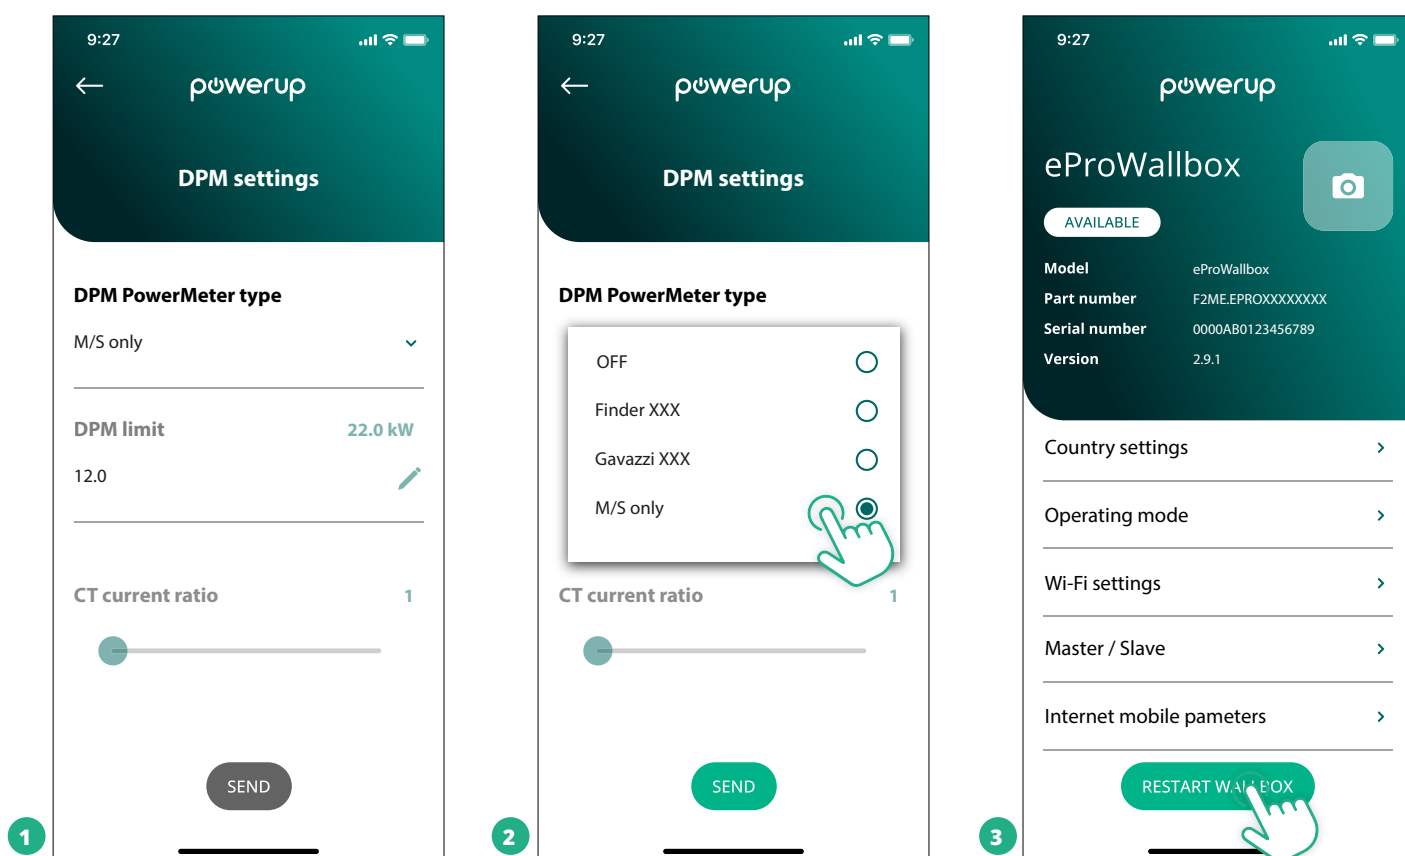 9:27
powerup
DPM settings
DPM PowerMeter type
M/S only
DPM limit 22.0 kW
12.0
CT current ratio 1
SEND
1
9:27
powerup
DPM settings
DPM PowerMeter type
OFF
Finder XXX
Gavazzi XXX
M/S only
CT current ratio 1
SEND
2
9:27
powerup
eProWallbox
AVAILABLE
Model eProWallbox
Part number F2ME.EPROXXXXXXX
Serial number 0000AB0123456789
Version 2.9.1
Country settings
Operating mode
Wi-Fi settings
Master / Slave
Internet mobile pameters
RESTART WALLBOX
3